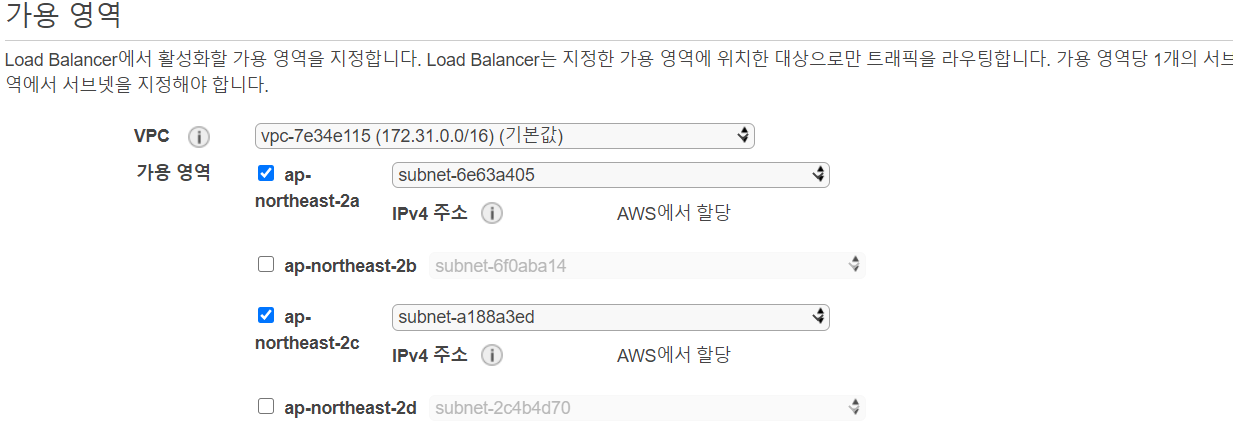 가용 영역
Load Balancer에서 활성화할 가용 영역을 지정합니다. Load Balancer는 지정한 가용 영역에 위치한 대상으로만 트래픽을 라우팅합니다. 가용 영역당 1개의 서브
역에서 서브넷을 지정해야 합니다.
VPC vpc-7e34e115 (172.31.0.0/16) (기본값)
가용 영역 ap-northeast-2a subnet-6e63a405
IPv4 주소 AWS에서 할당
ap-northeast-2b subnet-6f0aba14
ap-northeast-2c subnet-a188a3ed
IPv4 주소 AWS에서 할당
ap-northeast-2d subnet-2c4b4d70